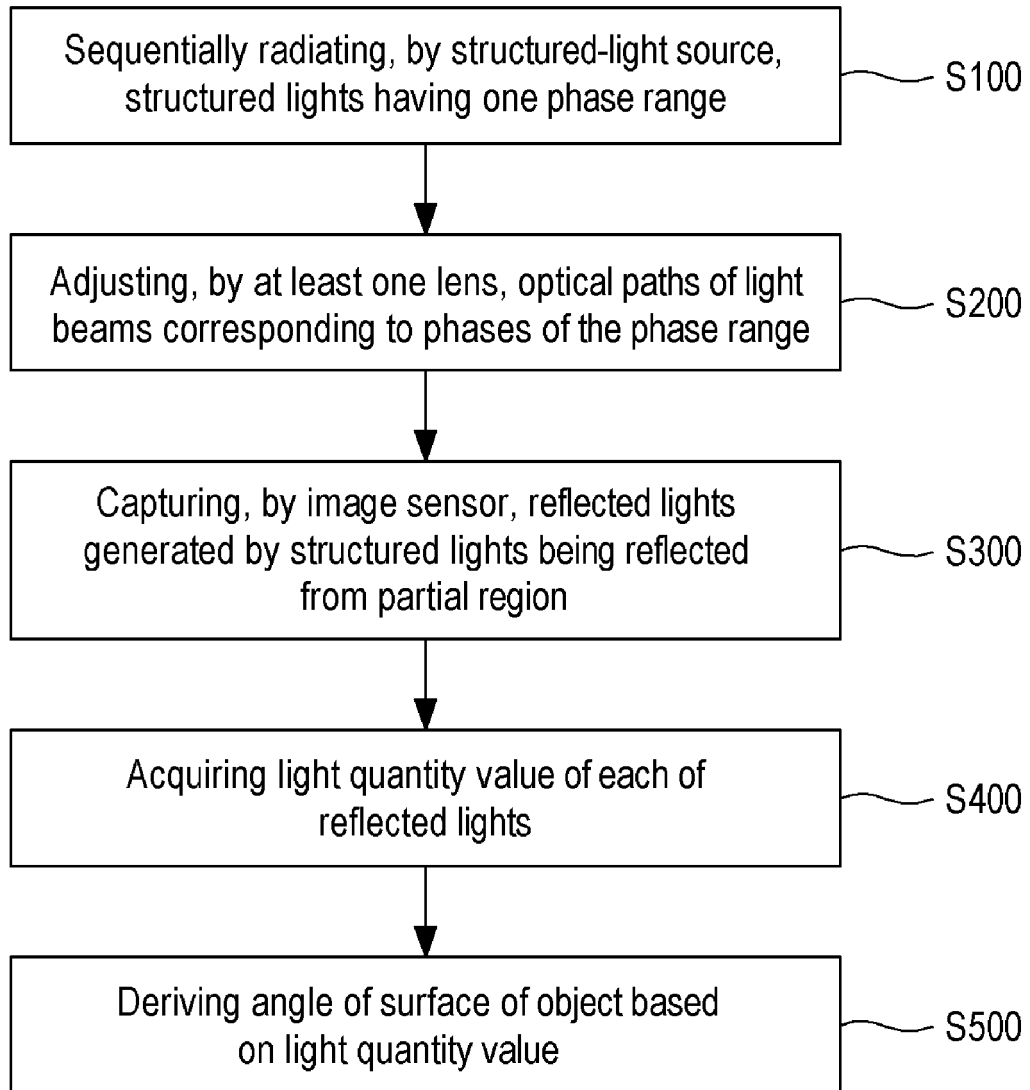 Sequentially radiating, by structured-light source,
structured lights having one phase range
S100
Adjusting, by at least one lens, optical paths of light
beams corresponding to phases of the phase range
S200
Capturing, by image sensor, reflected lights
generated by structured lights being reflected
from partial region
S300
Acquiring light quantity value of each of
reflected lights
S400
Deriving angle of surface of object based
on light quantity value
S500